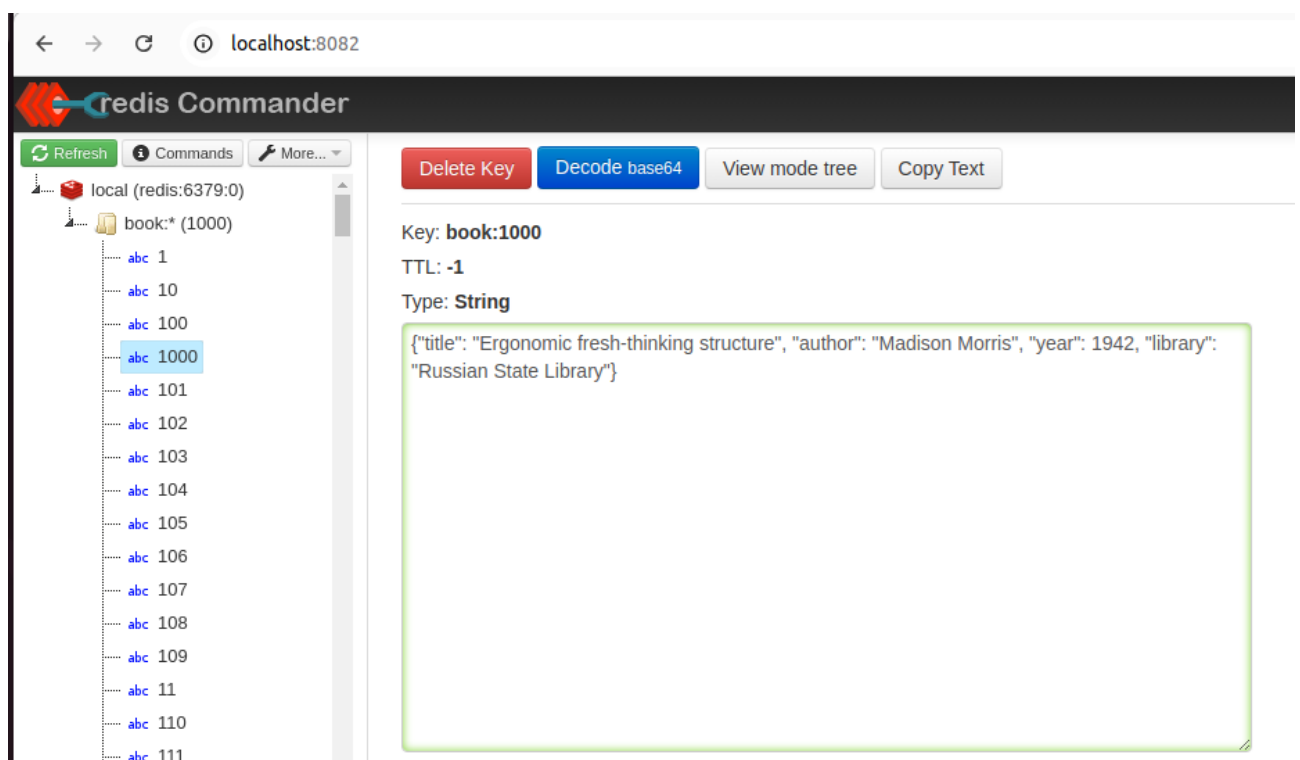 localhost:8082
redis Commander
Refresh Commands More...
Delete Key Decode base64 View mode tree Copy Text
local (redis:6379:0)
book:* (1000)
abc 1
abc 10
abc 100
abc 1000
abc 101
abc 102
abc 103
abc 104
abc 105
abc 106
abc 107
abc 108
abc 109
abc 11
abc 110
abc 111
Key: book:1000
TTL: -1
Type: String
{"title": "Ergonomic fresh-thinking structure", "author": "Madison Morris", "year": 1942, "library":
"Russian State Library"}